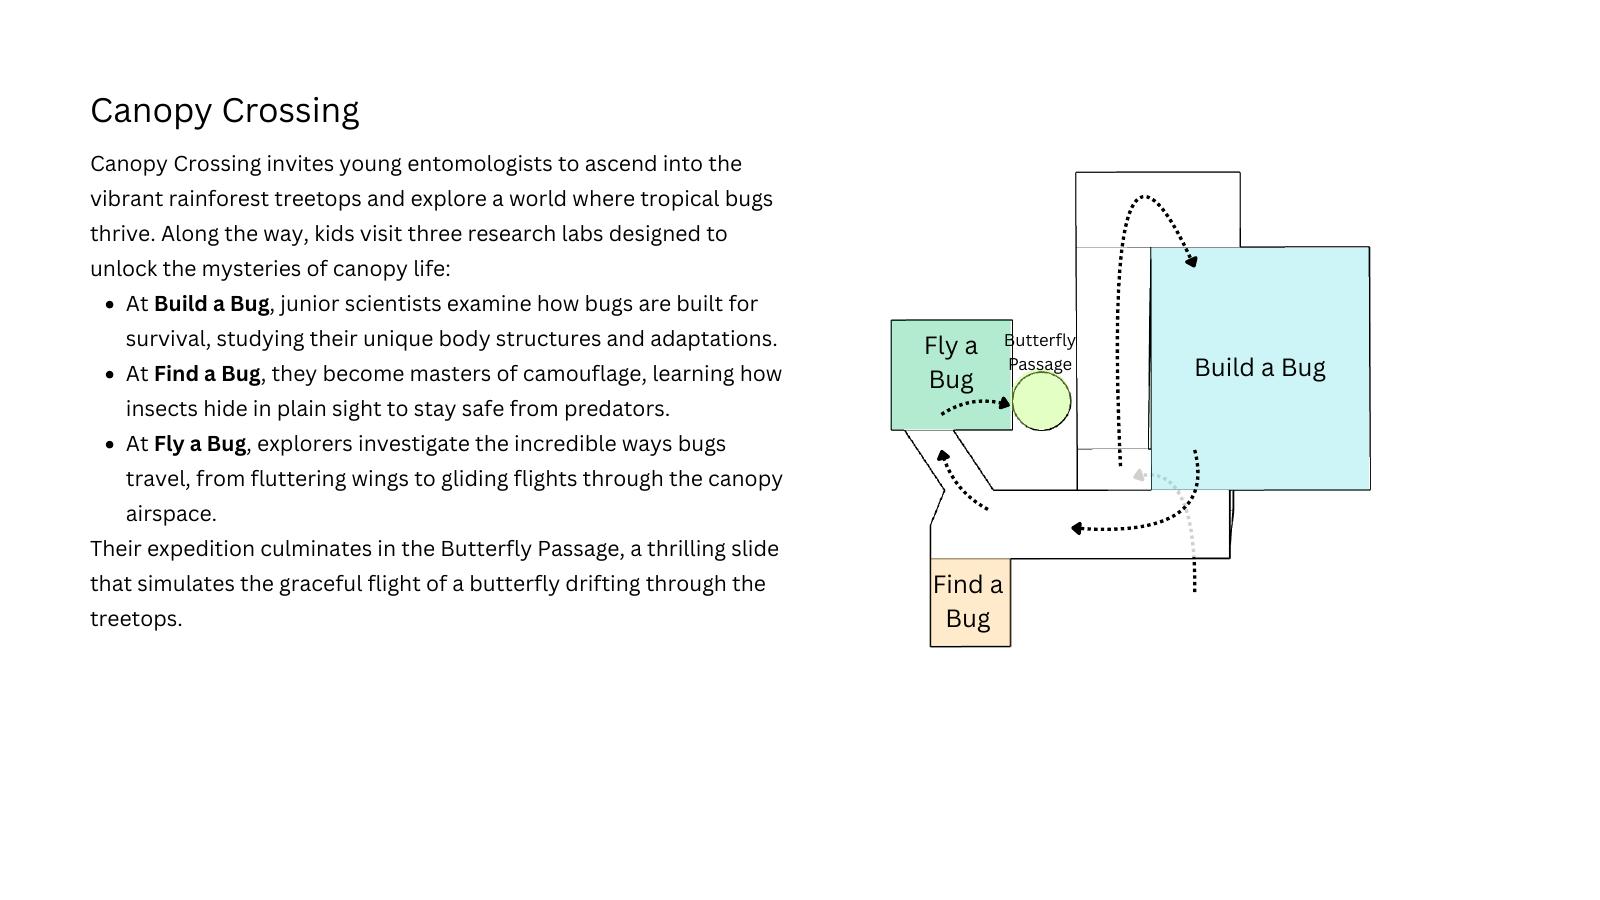 Canopy Crossing
Canopy Crossing invites young entomologists to ascend into the
vibrant rainforest treetops and explore a world where tropical bugs
thrive. Along the way, kids visit three research labs designed to
unlock the mysteries of canopy life:
• At Build a Bug, junior scientists examine how bugs are built for
survival, studying their unique body structures and adaptations.
• At Find a Bug, they become masters of camouflage, learning how
insects hide in plain sight to stay safe from predators.
• At Fly a Bug, explorers investigate the incredible ways bugs
travel, from fluttering wings to gliding flights through the canopy
airspace.
Their expedition culminates in the Butterfly Passage, a thrilling slide
that simulates the graceful flight of a butterfly drifting through the
treetops.
Fly a
Bug
Butterfly
Passage
Build a Bug
Find a
Bug